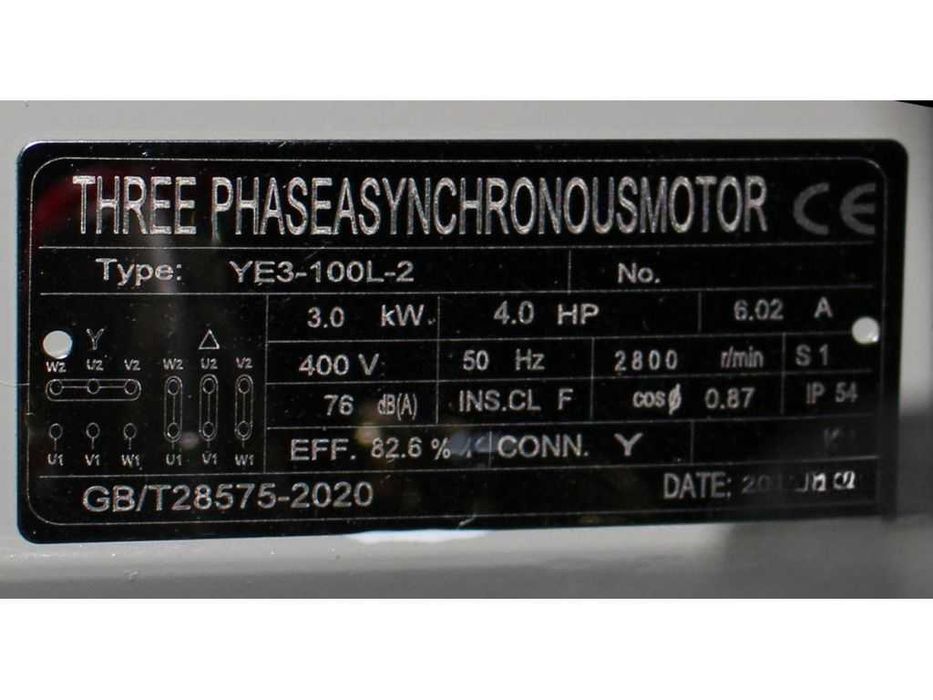 THREE PHASEASYNCHRONOUSMOTOR CE
Type: YE3-100L-2 No.
3.0 kW. 4.0 HP 6.02 A
Y △
W2 U2 V2 W2 U2 V2
400 V 50 Hz 2800 r/min S1
76 dB(A) INS.CL F cosφ 0.87 IP 54
U1 V1 W1 U1 V1 W1
EFF. 82.6 % CONN. Y
GB/T28575-2020 DATE: